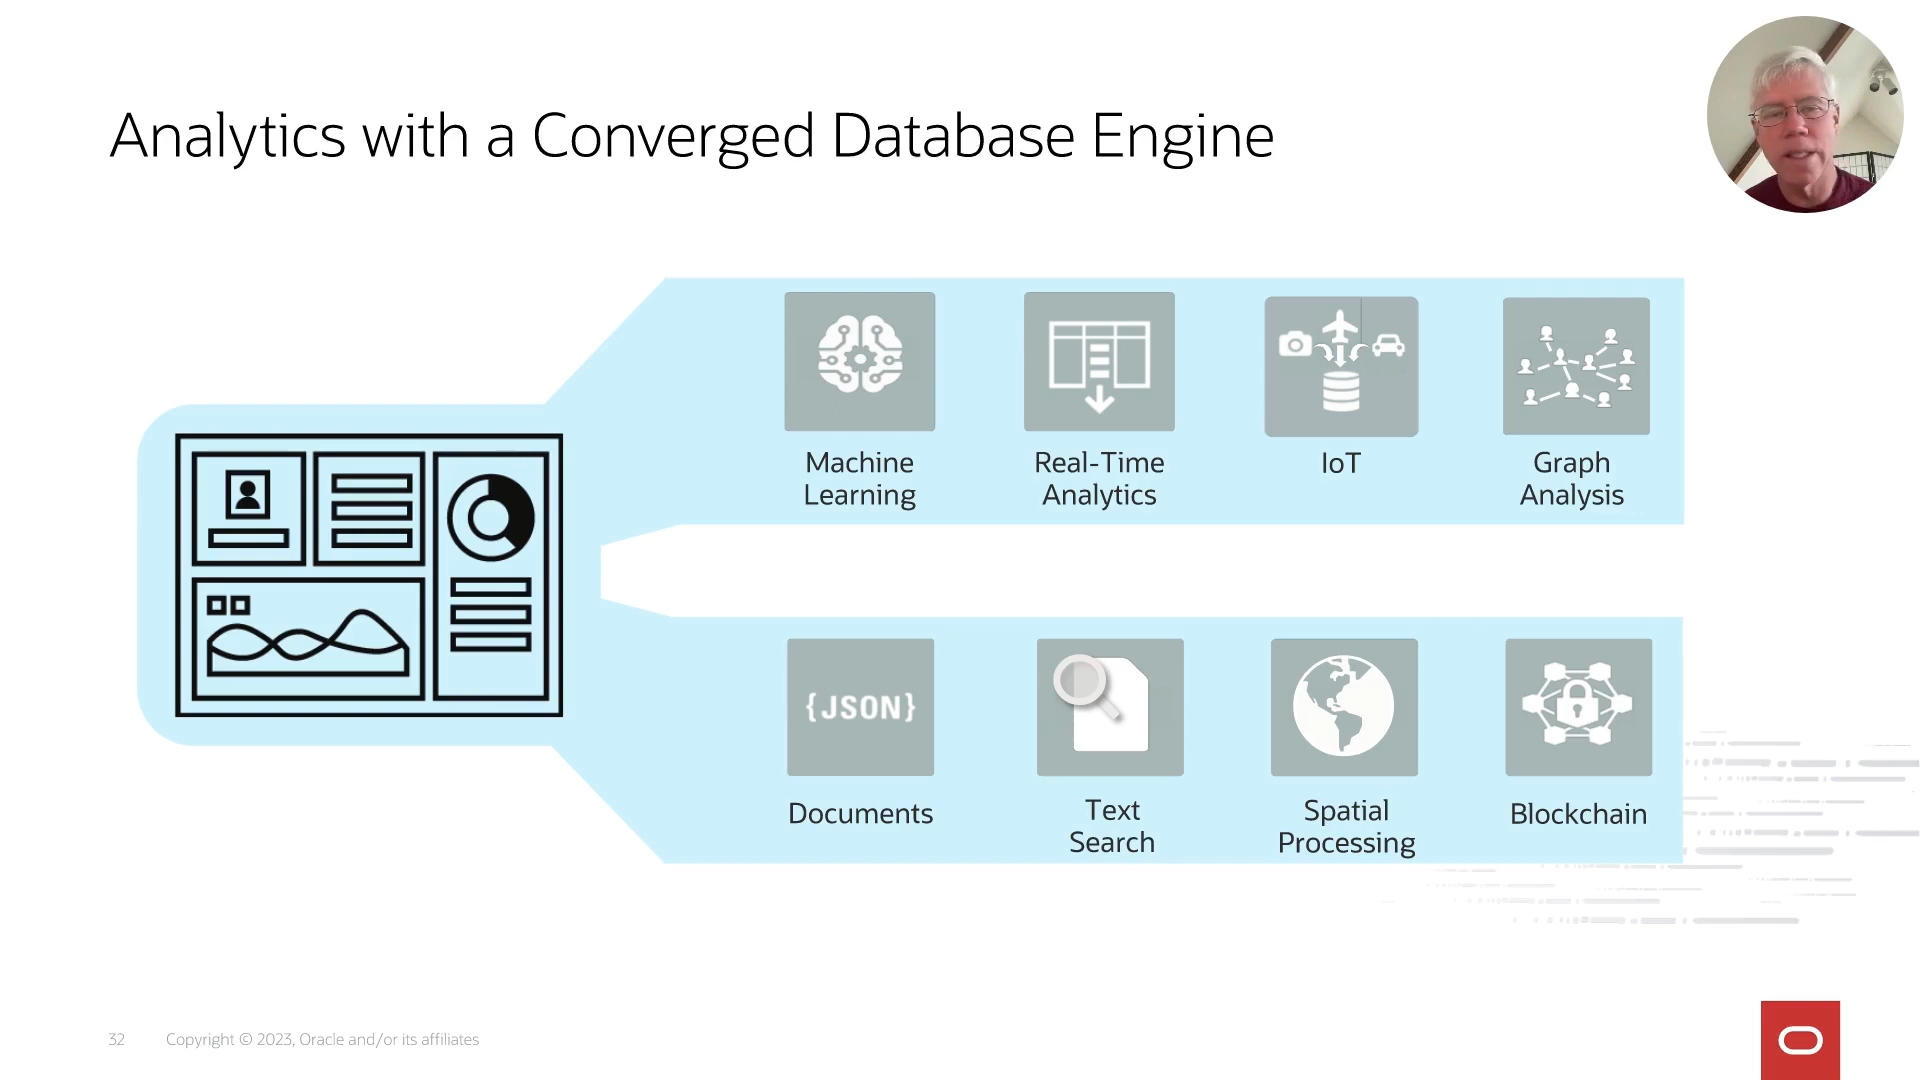 Analytics with a Converged Database Engine
Machine
Learning
Real-Time
Analytics
IoT
Graph
Analysis
{JSON}
Documents
Text
Search
Spatial
Processing
Blockchain
32
Copyright © 2023, Oracle and/or its affiliates